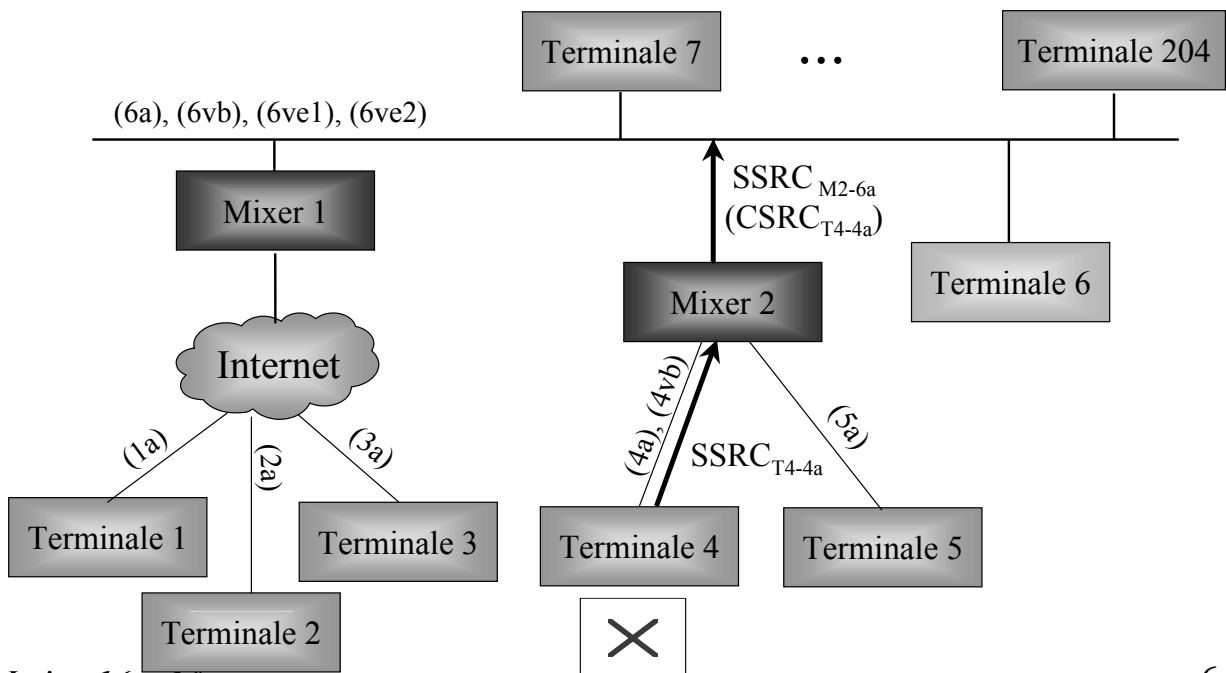 Terminale 7
...
Terminale 204
(6a), (6vb), (6ve1), (6ve2)
Mixer 1
SSRC M2-6a
(CSRC T4-4a)
Mixer 2
Terminale 6
Internet
(1a)
(2a)
(3a)
(4a), (4vb)
SSRC T4-4a
(5a)
Terminale 1
Terminale 3
Terminale 4
Terminale 5
Terminale 2